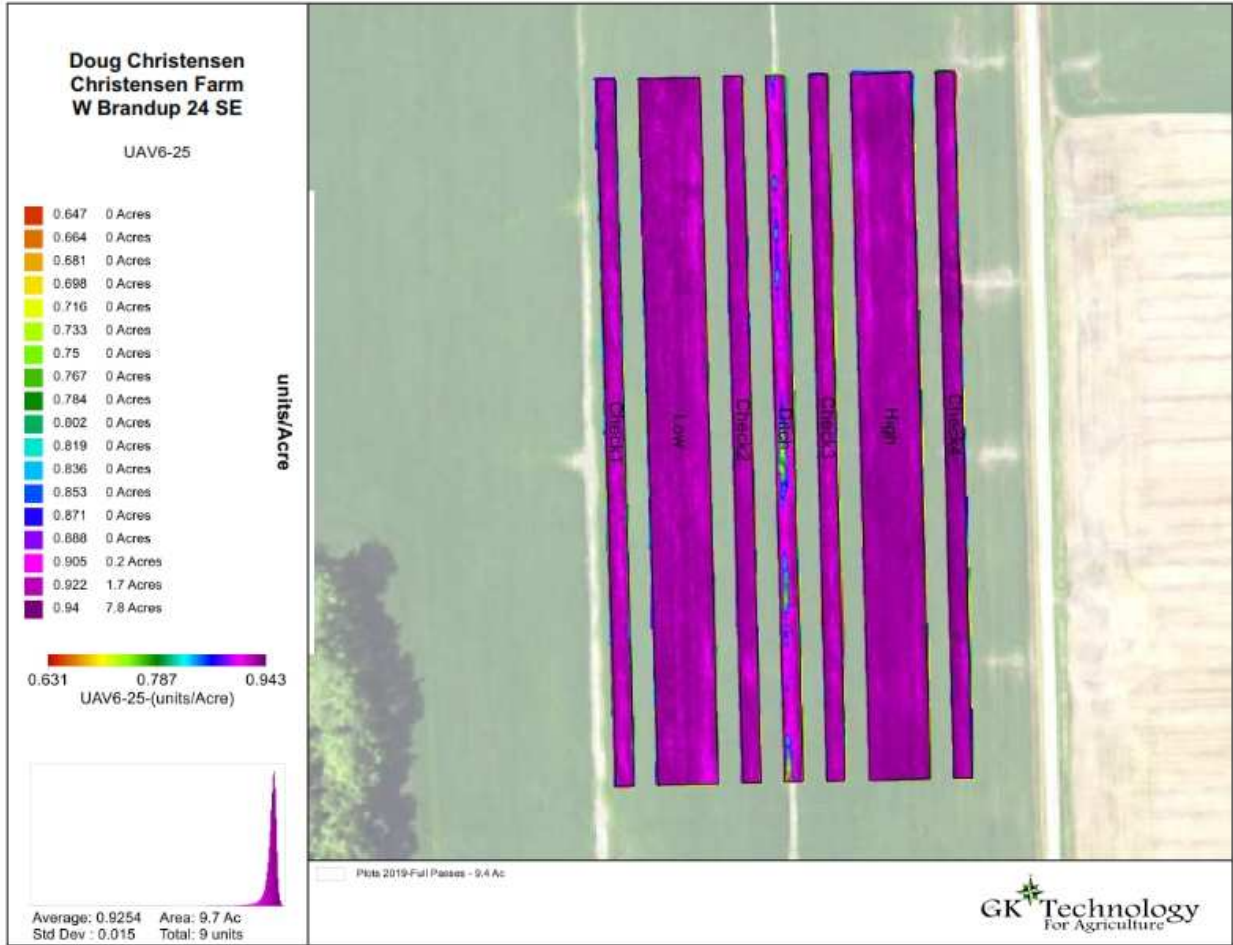 Doug Christensen
Christensen Farm
W Brandup 24 SE
UAV6-25
0.647 0 Acres
0.664 0 Acres
0.681 0 Acres
0.698 0 Acres
0.716 0 Acres
0.733 0 Acres
0.75 0 Acres
0.767 0 Acres
0.784 0 Acres
0.802 0 Acres
0.819 0 Acres
0.836 0 Acres
0.853 0 Acres
0.871 0 Acres
0.888 0 Acres
0.905 0.2 Acres
0.922 1.7 Acres
0.94 7.8 Acres
units/Acre
0.631 0.787 0.943
UAV6-25-(units/Acre)
Average: 0.9254 Area: 9.7 Ac
Std Dev : 0.015 Total: 9 units
Check1
Low
Check2
Ditch
Check3
High
Check4
Plots 2019-Full Passes - 9.4 Ac
GK Technology
For Agriculture